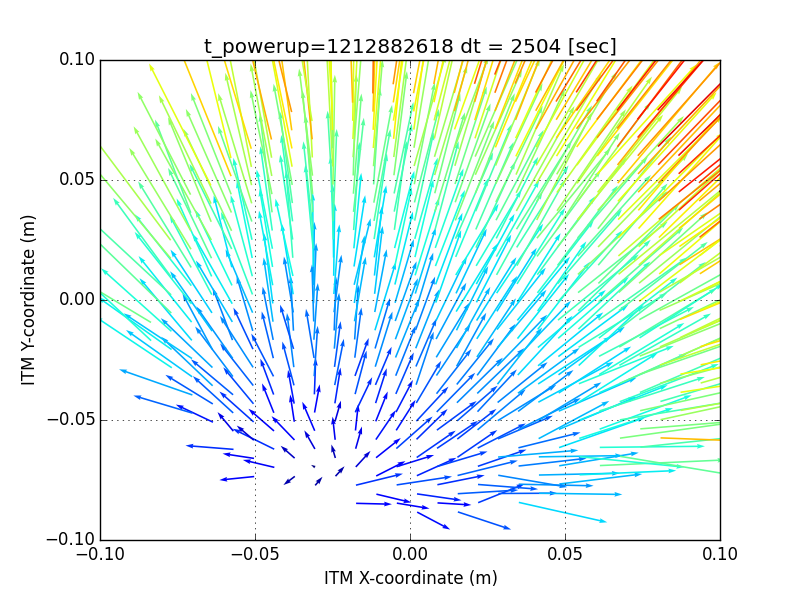 t_powerup=1212882618 dt = 2504 [sec]
0.10
0.05
0.00
−0.05
−0.10
ITM Y-coordinate (m)
−0.10 −0.05 0.00 0.05 0.10
ITM X-coordinate (m)